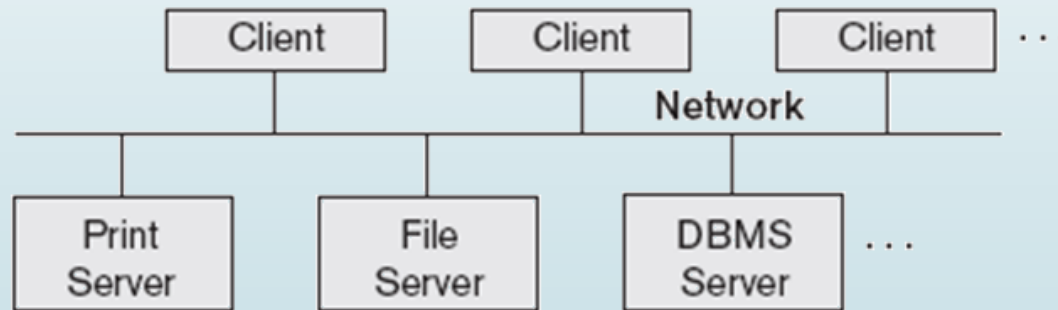 Client
Client
Client
..
Network
Print
Server
File
Server
DBMS
Server
...